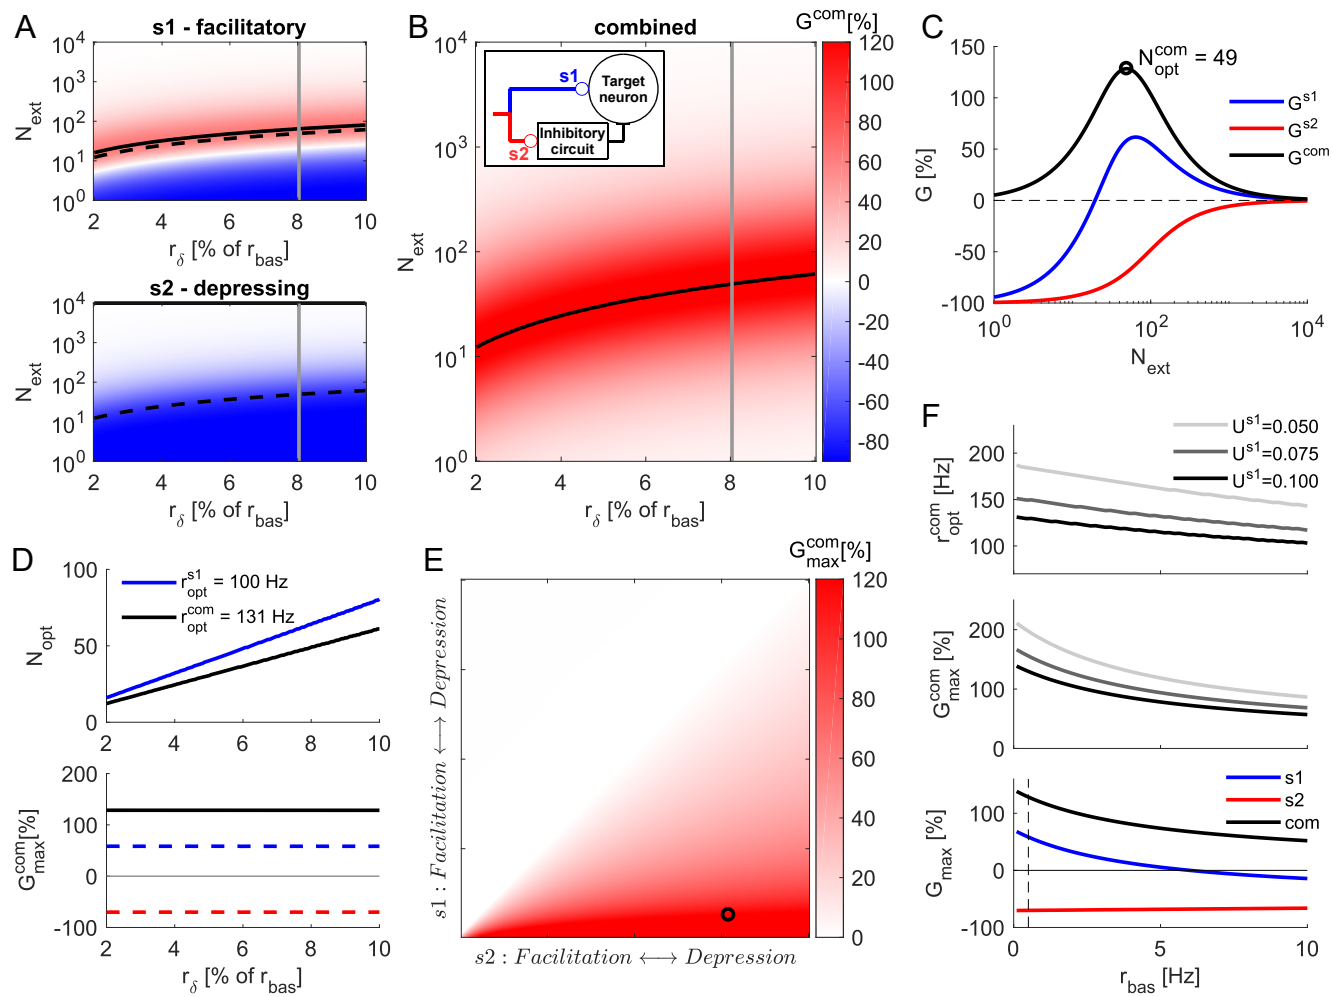 A
s1 - facilitatory
N_ext
10^4
10^3
10^2
10^1
10^0
2 4 6 8 10
r_δ [% of r_bas]
s2 - depressing
N_ext
10^4
10^3
10^2
10^1
10^0
2 4 6 8 10
r_δ [% of r_bas]
B
combined
G^com[%]
s1
Target
neuron
s2
Inhibitory
circuit
N_ext
10^4
10^3
10^2
10^1
10^0
2 3 4 5 6 7 8 9 10
r_δ [% of r_bas]
120
100
80
60
40
20
0
-20
-40
-60
-80
C
G [%]
150
100
50
0
-50
-100
N_opt^com = 49
G^s1
G^s2
G^com
10^0 10^2 10^4
N_ext
D
N_opt
100
50
0
r_opt^s1 = 100 Hz
r_opt^com = 131 Hz
2 4 6 8 10
G_max^com[%]
200
100
0
-100
2 4 6 8 10
r_δ [% of r_bas]
E
G_max^com[%]
s1 : Facilitation ⟷ Depression
s2 : Facilitation ⟷ Depression
120
100
80
60
40
20
0
F
r_opt^com [Hz]
200
150
100
U^s1=0.050
U^s1=0.075
U^s1=0.100
G_max^com [%]
200
100
0
0 5 10
G_max [%]
100
0
-100
s1
s2
com
0 5 10
r_bas [Hz]